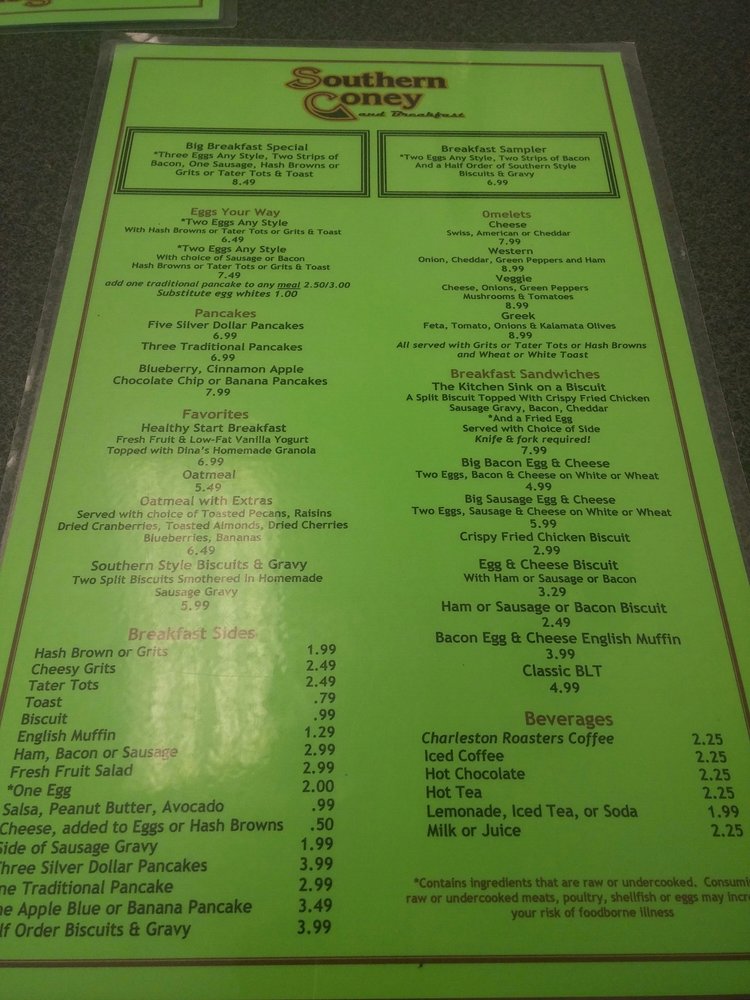 Southern
Coney
and Breakfast
Big Breakfast Special
*Three Eggs Any Style, Two Strips of
Bacon, One Sausage, Hash Browns or
Grits or Tater Tots & Toast
8.49
Breakfast Sampler
*Two Eggs Any Style, Two Strips of Bacon
And a Half Order of Southern Style
Biscuits & Gravy
6.99
Eggs Your Way
*Two Eggs Any Style
With Hash Browns or Tater Tots or Grits & Toast
6.49
*Two Eggs Any Style
With choice of Sausage or Bacon
Hash Browns or Tater Tots or Grits & Toast
7.49
add one traditional pancake to any meal 2.50/3.00
Substitute egg whites 1.00
Pancakes
Five Silver Dollar Pancakes
6.99
Three Traditional Pancakes
6.99
Blueberry, Cinnamon Apple
Chocolate Chip or Banana Pancakes
7.99
Favorites
Healthy Start Breakfast
Fresh Fruit & Low-Fat Vanilla Yogurt
Topped with Dina's Homemade Granola
6.99
Oatmeal
5.49
Oatmeal with Extras
Served with choice of Toasted Pecans, Raisins
Dried Cranberries, Toasted Almonds, Dried Cherries
Blueberries, Bananas
6.49
Southern Style Biscuits & Gravy
Two Split Biscuits Smothered in Homemade
Sausage Gravy
5.99
Breakfast Sides
Hash Brown or Grits 1.99
Cheesy Grits 2.49
Tater Tots 2.49
Toast .79
Biscuit .99
English Muffin 1.29
Ham, Bacon or Sausage 2.99
Fresh Fruit Salad 2.99
*One Egg 2.00
Salsa, Peanut Butter, Avocado .99
Cheese, added to Eggs or Hash Browns .50
Side of Sausage Gravy 1.99
Three Silver Dollar Pancakes 3.99
ne Traditional Pancake 2.99
ne Apple Blue or Banana Pancake 3.49
lf Order Biscuits & Gravy 3.99
Omelets
Cheese
Swiss, American or Cheddar
7.99
Western
Onion, Cheddar, Green Peppers and Ham
8.99
Veggie
Cheese, Onions, Green Peppers
Mushrooms & Tomatoes
8.99
Greek
Feta, Tomato, Onions & Kalamata Olives
8.99
All served with Grits or Tater Tots or Hash Browns
and Wheat or White Toast
Breakfast Sandwiches
The Kitchen Sink on a Biscuit
A Split Biscuit Topped With Crispy Fried Chicken
Sausage Gravy, Bacon, Cheddar
*And a Fried Egg
Served with Choice of Side
Knife & fork required!
7.99
Big Bacon Egg & Cheese
Two Eggs, Bacon & Cheese on White or Wheat
4.99
Big Sausage Egg & Cheese
Two Eggs, Sausage & Cheese on White or Wheat
5.99
Crispy Fried Chicken Biscuit
2.99
Egg & Cheese Biscuit
With Ham or Sausage or Bacon
3.29
Ham or Sausage or Bacon Biscuit
2.49
Bacon Egg & Cheese English Muffin
3.99
Classic BLT
4.99
Beverages
Charleston Roasters Coffee 2.25
Iced Coffee 2.25
Hot Chocolate 2.25
Hot Tea 2.25
Lemonade, Iced Tea, or Soda 1.99
Milk or Juice 2.25
*Contains ingredients that are raw or undercooked. Consumi
raw or undercooked meats, poultry, shellfish or eggs may incre
your risk of foodborne illness